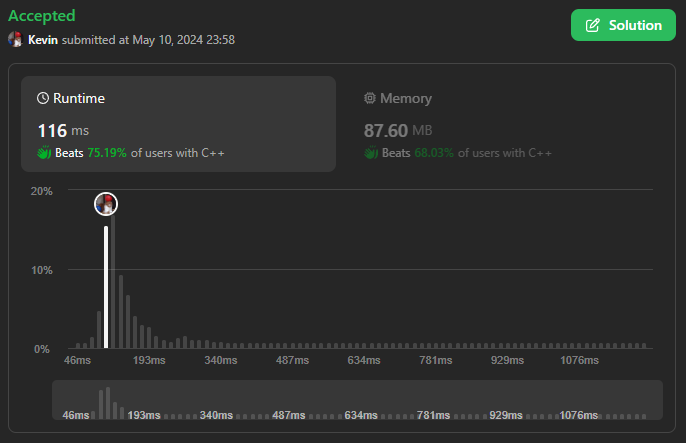 Accepted
Kevin submitted at May 10, 2024 23:58
Solution
Runtime
116 ms
Beats 75.19% of users with C++
Memory
87.60 MB
Beats 68.03% of users with C++
20%
10%
0%
46ms 193ms 340ms 487ms 634ms 781ms 929ms 1076ms
46ms 193ms 340ms 487ms 634ms 781ms 929ms 1076ms